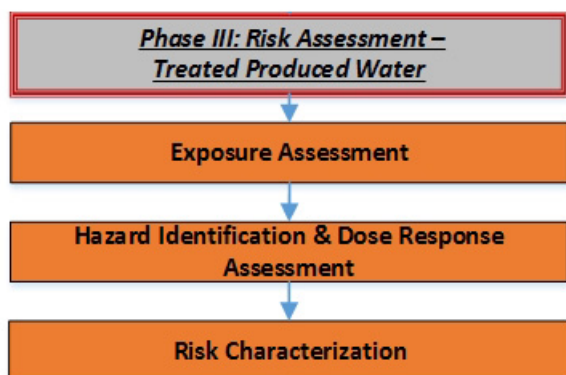 Phase III: Risk Assessment –
Treated Produced Water
Exposure Assessment
Hazard Identification & Dose Response
Assessment
Risk Characterization